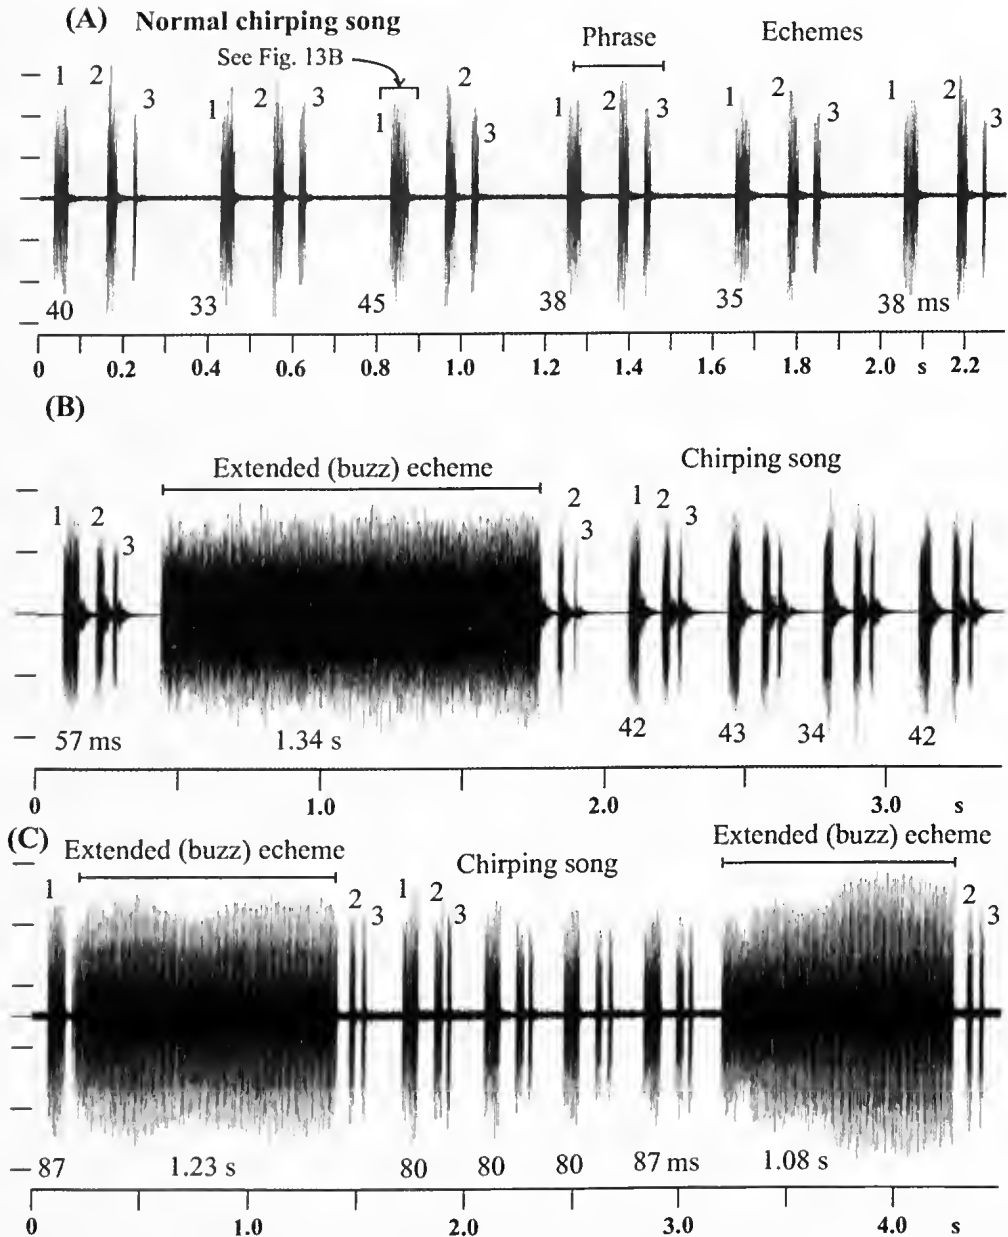 (A) Normal chirping song
See Fig. 13B
Phrase
Echemes
1 2 3 1 2 3 1 2 3 1 2 3 1 2 3 1 2 3
40 33 45 38 35 38 ms
0 0.2 0.4 0.6 0.8 1.0 1.2 1.4 1.6 1.8 2.0 s 2.2
(B)
Extended (buzz) echeme
Chirping song
1 2 3 2 3 1 2 3
57 ms 1.34 s 42 43 34 42
0 1.0 2.0 3.0 s
(C)
Extended (buzz) echeme
Chirping song
Extended (buzz) echeme
1 2 3 1 2 3 2 3
87 1.23 s 80 80 80 87 ms 1.08 s
0 1.0 2.0 3.0 4.0 s